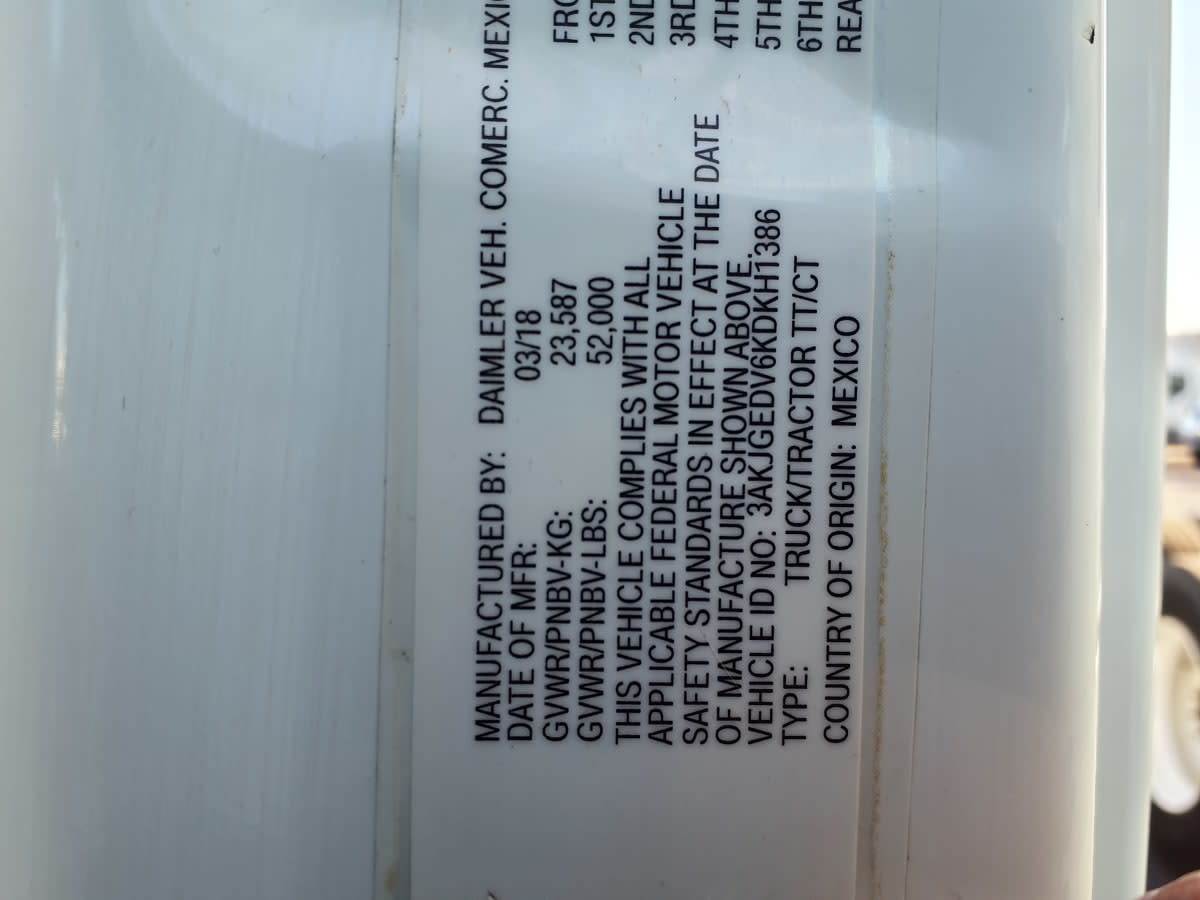 MANUFACTURED BY: DAIMLER VEH. COMERC. MEXI
DATE OF MFR: 03/18
GVWR/PNBV-KG: 23,587 FRO
GVWR/PNBV-LBS: 52,000 1ST
THIS VEHICLE COMPLIES WITH ALL 2ND
APPLICABLE FEDERAL MOTOR VEHICLE 3RD
SAFETY STANDARDS IN EFFECT AT THE DATE 4TH
OF MANUFACTURE SHOWN ABOVE. 5TH
VEHICLE ID NO: 3AKJGEDV6KDKH1386 6TH
TYPE: TRUCK/TRACTOR TT/CT REA
COUNTRY OF ORIGIN: MEXICO